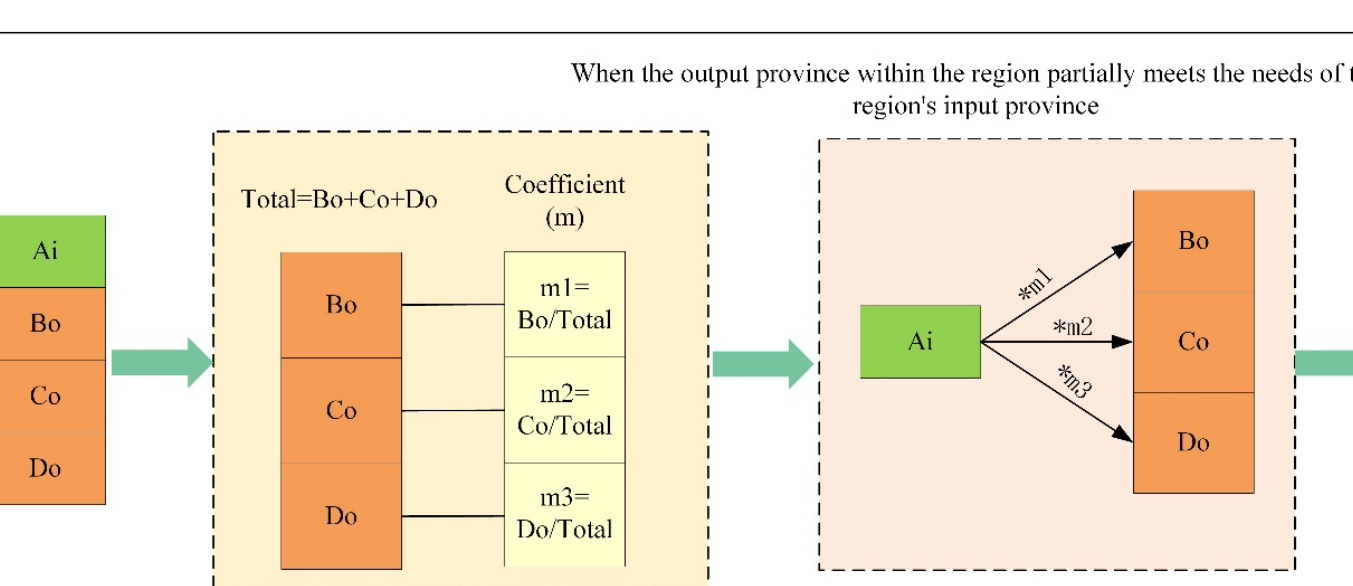 When the output province within the region partially meets the needs of
region's input province
Ai
Bo
Co
Do
Total=Bo+Co+Do
Coefficient
(m)
Bo
Co
Do
m1=
Bo/Total
m2=
Co/Total
m3=
Do/Total
Ai
*m1
*m2
*m3
Bo
Co
Do